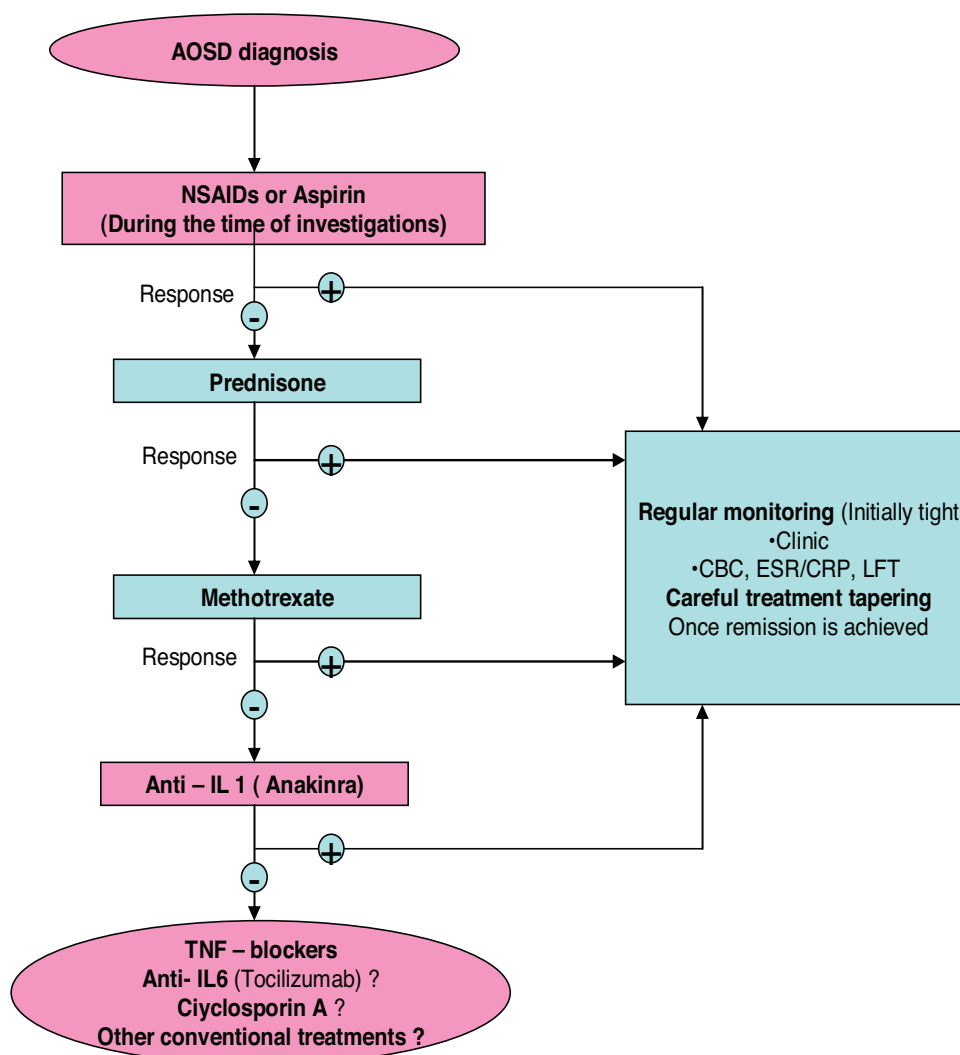 AOSD diagnosis
NSAIDs or Aspirin
(During the time of investigations)
Response
+
-
Prednisone
Response
+
-
Methotrexate
Response
+
-
Anti – IL 1 ( Anakinra)
+
-
TNF – blockers
Anti- IL6 (Tocilizumab) ?
Ciyclosporin A ?
Other conventional treatments ?
Regular monitoring (Initially tight
•Clinic
•CBC, ESR/CRP, LFT
Careful treatment tapering
Once remission is achieved